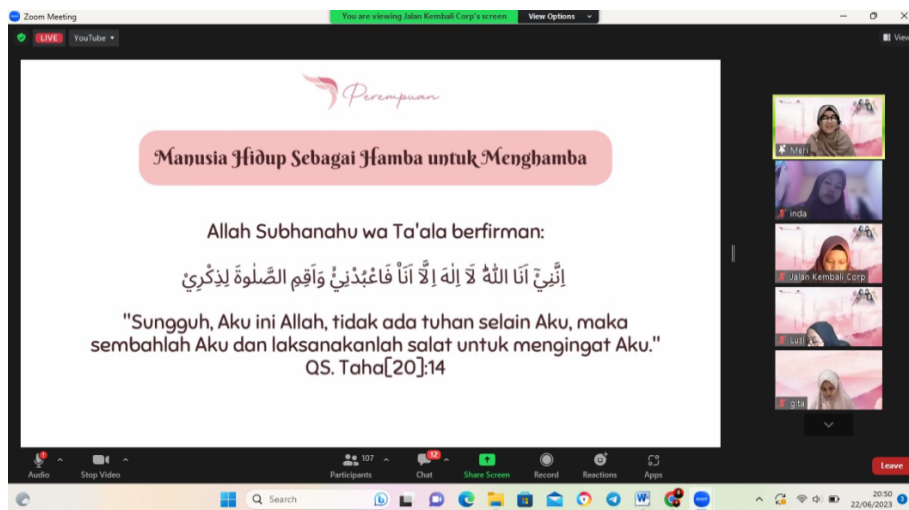 Zoom Meeting
You are viewing Jalan Kembali Corp's screen View Options
LIVE YouTube View
Perempuan
Manusia Hidup Sebagai Hamba untuk Menghamba
Allah Subhanahu wa Ta'ala berfirman:
اِنَّنِيْٓ اَنَا اللّٰهُ لَآ اِلٰهَ اِلَّآ اَنَا۠ فَاعْبُدْنِيْۙ وَاَقِمِ الصَّلٰوةَ لِذِكْرِيْ
"Sungguh, Aku ini Allah, tidak ada tuhan selain Aku, maka
sembahlah Aku dan laksanakanlah salat untuk mengingat Aku."
QS. Taha[20]:14
Meri
inda
Jalan Kembali Corp
Lusi
gita
107 12
Audio Stop Video Participants Chat Share Screen Record Reactions Apps Leave
Search
20:50
22/06/2023
3